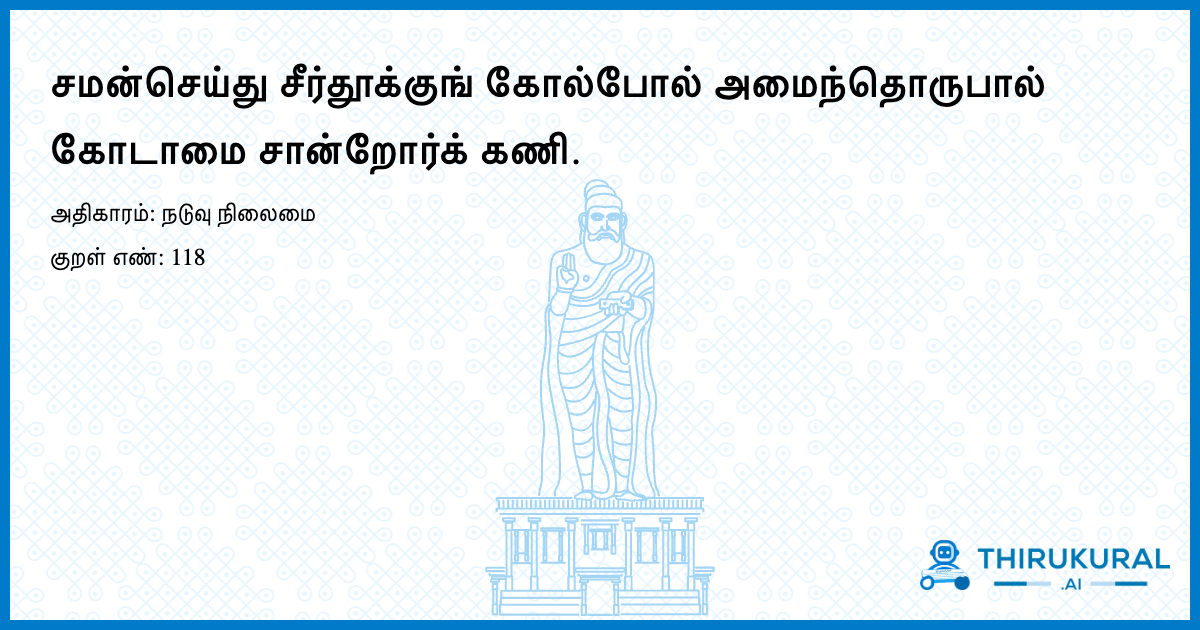 சமன்செய்து சீர்தூக்குங் கோல்போல் அமைந்தொருபால்
கோடாமை சான்றோர்க் கணி.
அதிகாரம்: நடுவு நிலைமை
குறள் எண்: 118
THIRUKURAL
.AI